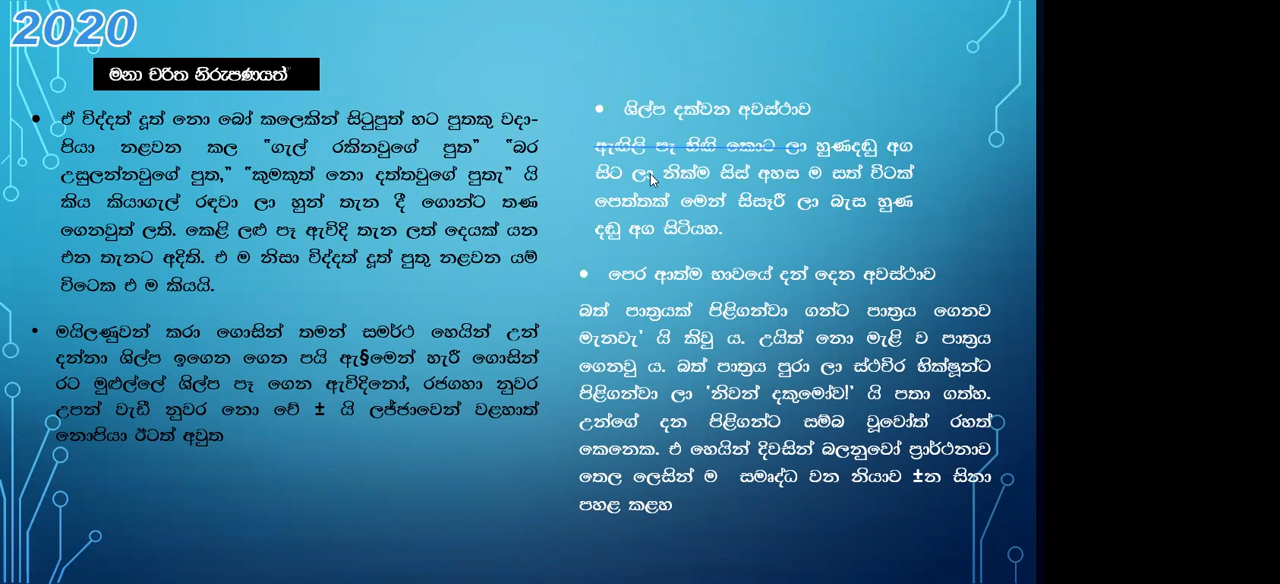 2020
මනා චරිත නිරුපණයත්
• ඒ විද්දත් දූත් නො බෝ කලෙකින් සිටුපුත් හට පුතකු වදා-
පියා නළවන කල “ගැල් රකිනවුගේ පුත” “බර
උසුලන්නවුගේ පුත,” “කුමකුත් නො දත්තවුගේ පුතැ” යි
කිය කියාගැල් රඳවා ලා හුන් තැන දී ගොන්ට තණ
ගෙනවුත් ලති. කෙළි ලළු පෑ ඇවිදි තැන ලත් දෙයක් යන
එන තැනට අදිති. එ ම නිසා විද්දත් දූත් පුතු නළවන යම්
විටෙක එ ම කියයි.
• මයිලණුවන් කරා ගොසින් තමන් සමර්ථ හෙයින් උන්
දන්නා ශිල්ප ඉගෙන ගෙන පයි ඇ§මෙන් හැරී ගොසින්
රට මුළුල්ලේ ශිල්ප පෑ ගෙන ඇවිදිනෝ, රජගහා නුවර
උපන් වැඩී නුවර නො වේ ± යි ලජ්ජාවෙන් වළහාත්
නොපියා ඊටත් අවුත
• ශිල්ප දක්වන අවස්ථාව
ඇඟිලි පෑ හිඟි කොට ලා හුණදඬු අග
සිට ලා නික්ම සිස් අහස ම සත් විටක්
පෙත්තක් මෙන් සිසෑරී ලා බැස හුණ
දඬු අග සිටියහ.
• පෙර ආත්ම භාවයේ දන් දෙන අවස්ථාව
බත් පාත්‍රයක් පිළිගන්වා ගන්ට පාත්‍රය ගෙනව
මැනවැ’ යි කිවු ය. උයිත් නො මැළි ව පාත්‍රය
ගෙනවු ය. බත් පාත්‍රය පුරා ලා ස්ථවිර භික්ෂූන්ට
පිළිගන්වා ලා ‘නිවන් දකුමෝව!’ යි පතා ගත්හ.
උන්ගේ දන පිළිගන්ට සම්බ වූවෝත් රහත්
කෙනෙක. එ හෙයින් දිවසින් බලනුවෝ ප්‍රාර්ථනාව
තෙල ලෙසින් ම සමෘද්ධ වන නියාව ±න සිනා
පහළ කළහ